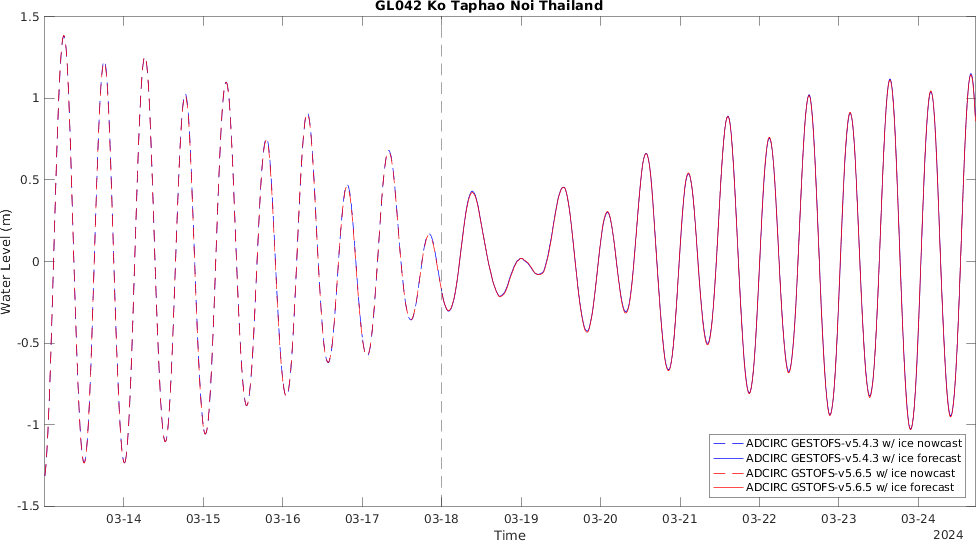 GL042 Ko Taphao Noi Thailand
Water Level (m)
1.5
1
0.5
0
-0.5
-1
-1.5
ADCIRC GESTOFS-v5.4.3 w/ ice nowcast
ADCIRC GESTOFS-v5.4.3 w/ ice forecast
ADCIRC GSTOFS-v5.6.5 w/ ice nowcast
ADCIRC GSTOFS-v5.6.5 w/ ice forecast
03-14 03-15 03-16 03-17 03-18 03-19 03-20 03-21 03-22 03-23 03-24
Time
2024